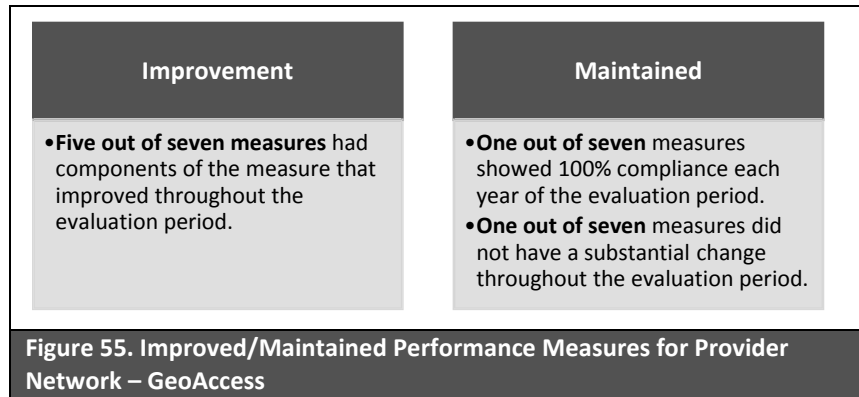 Improvement
•Five out of seven measures had
components of the measure that
improved throughout the
evaluation period.
Maintained
•One out of seven measures
showed 100% compliance each
year of the evaluation period.
•One out of seven measures did
not have a substantial change
throughout the evaluation period.
Figure 55. Improved/Maintained Performance Measures for Provider
Network – GeoAccess